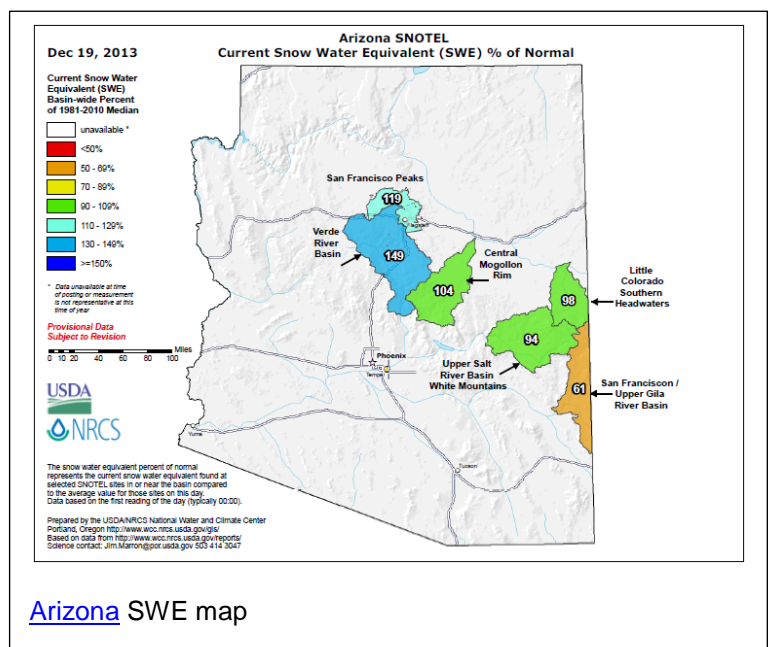 Arizona SNOTEL
Current Snow Water Equivalent (SWE) % of Normal
Dec 19, 2013
Current Snow Water
Equivalent (SWE)
Basin-wide Percent
of 1981-2010 Median
unavailable *
<50%
50 - 69%
70 - 89%
90 - 109%
110 - 129%
130 - 149%
>=150%
* Data unavailable at time
of posting or measurement
is not representative at this
time of year
Provisional Data
Subject to Revision
Miles
0 10 20 40 60 80 100
USDA
NRCS
The snow water equivalent percent of normal
represents the current snow water equivalent found at
selected SNOTEL sites in or near the basin compared
to the average value for those sites on this day.
Data based on the first reading of the day (typically 00:00).
Prepared by the USDA/NRCS National Water and Climate Center
Portland, Oregon http://www.wcc.nrcs.usda.gov/gis/
Based on data from http://www.wcc.nrcs.usda.gov/reports/
Science contact: Jim.Marron@por.usda.gov 503 414 3047
San Francisco Peaks
119
Flagstaff
Verde
River
Basin
149
Central
Mogollon
Rim
104
Little
Colorado
Southern
Headwaters
98
94
Upper Salt
River Basin
White Mountains
61
San Franciscon /
Upper Gila
River Basin
Phoenix
Tempe
Yuma
Tucson
Arizona SWE map